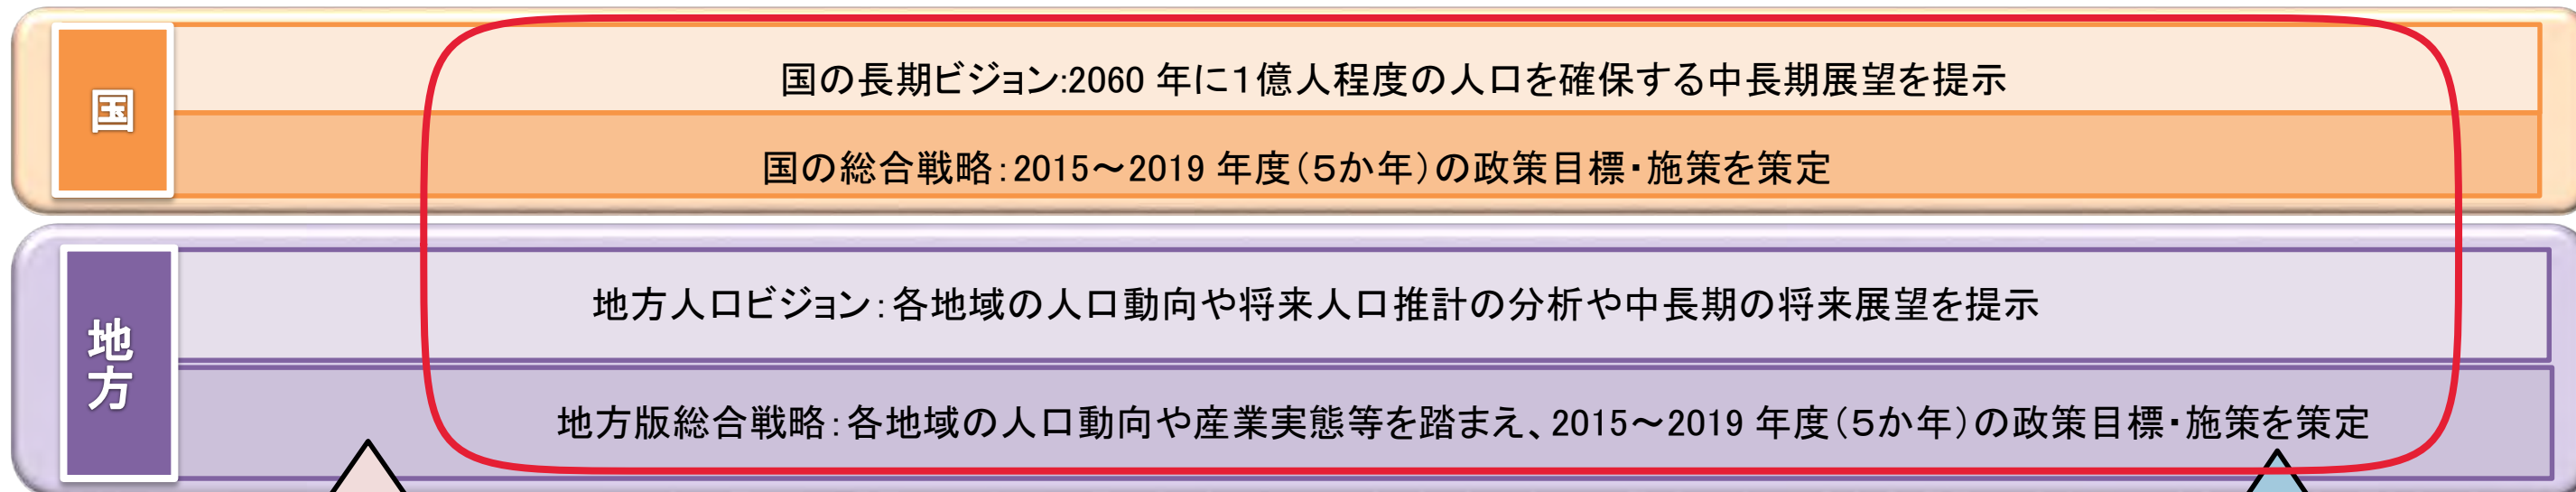 国
国の長期ビジョン:2060 年に1億人程度の人口を確保する中長期展望を提示
国の総合戦略:2015～2019 年度(5か年)の政策目標・施策を策定
地方
地方人口ビジョン:各地域の人口動向や将来人口推計の分析や中長期の将来展望を提示
地方版総合戦略:各地域の人口動向や産業実態等を踏まえ、2015～2019 年度(5か年)の政策目標・施策を策定